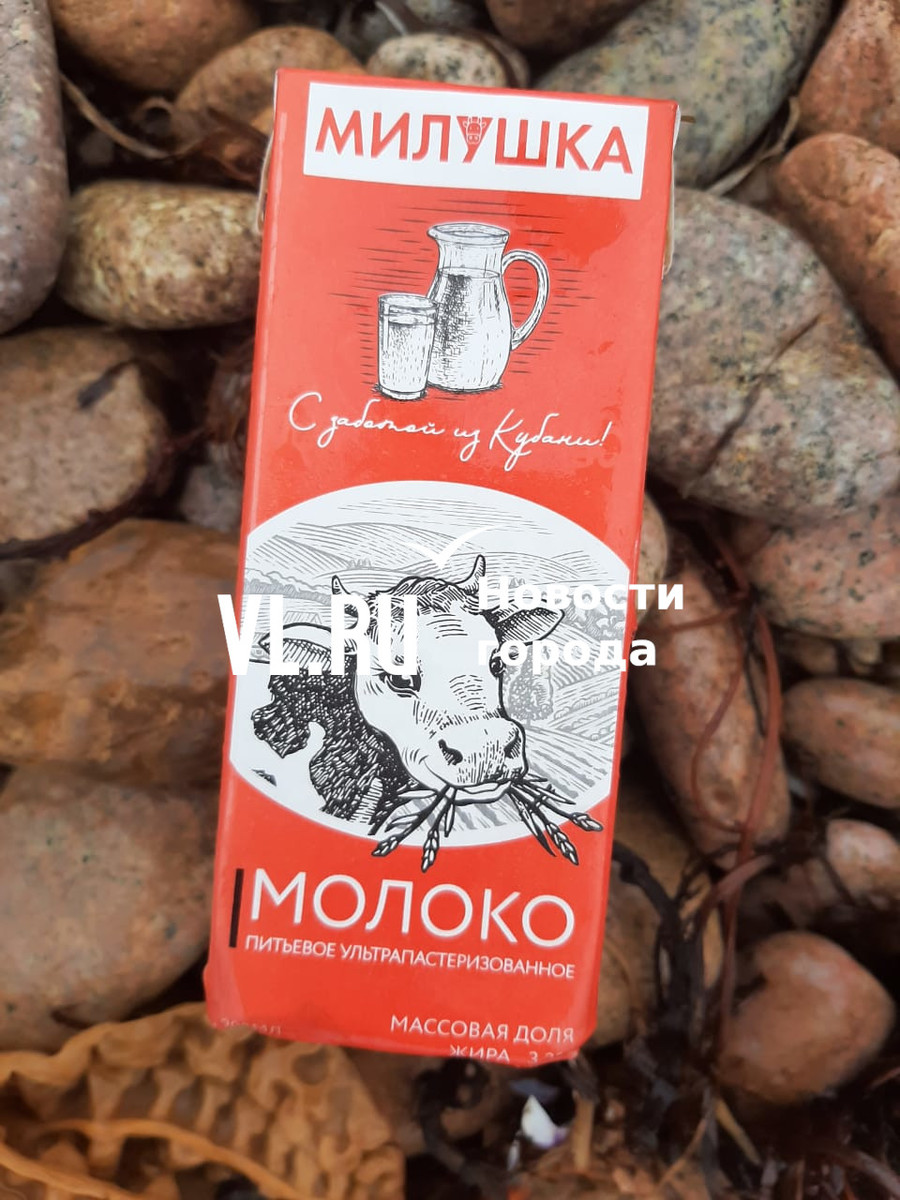 МИЛУШКА
С заботой из Кубани!
VL.RU
Новости
города
МОЛОКО
ПИТЬЕВОЕ УЛЬТРАПАСТЕРИЗОВАННОЕ
МАССОВАЯ ДОЛЯ
ЖИРА